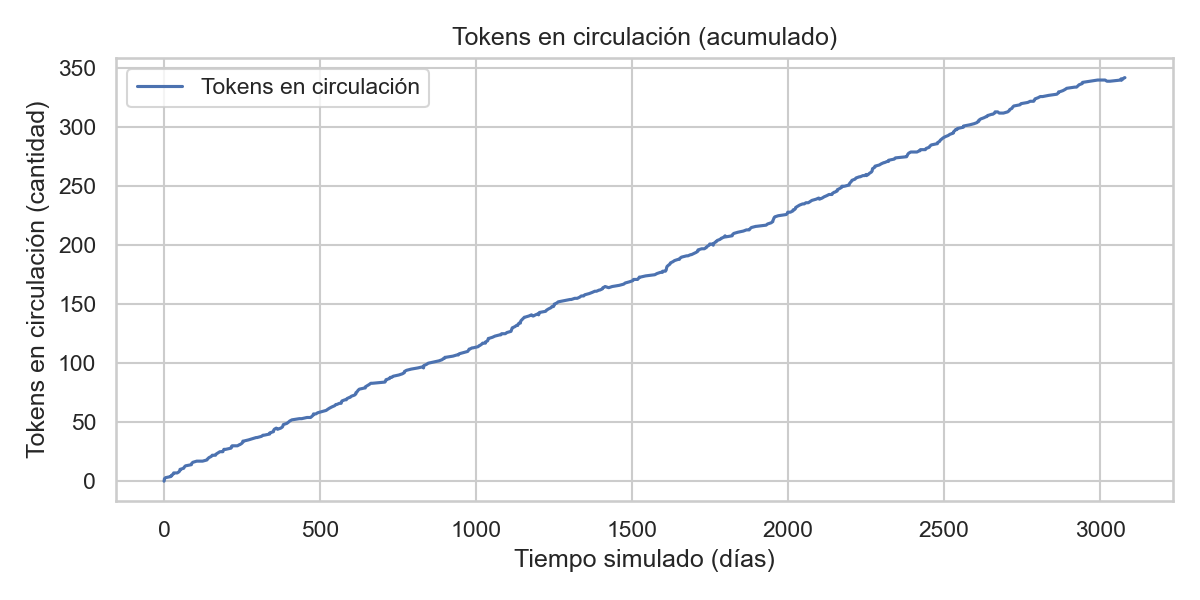 Tokens en circulación (acumulado)
Tokens en circulación
Tokens en circulación (cantidad)
350
300
250
200
150
100
50
0
0 500 1000 1500 2000 2500 3000
Tiempo simulado (días)